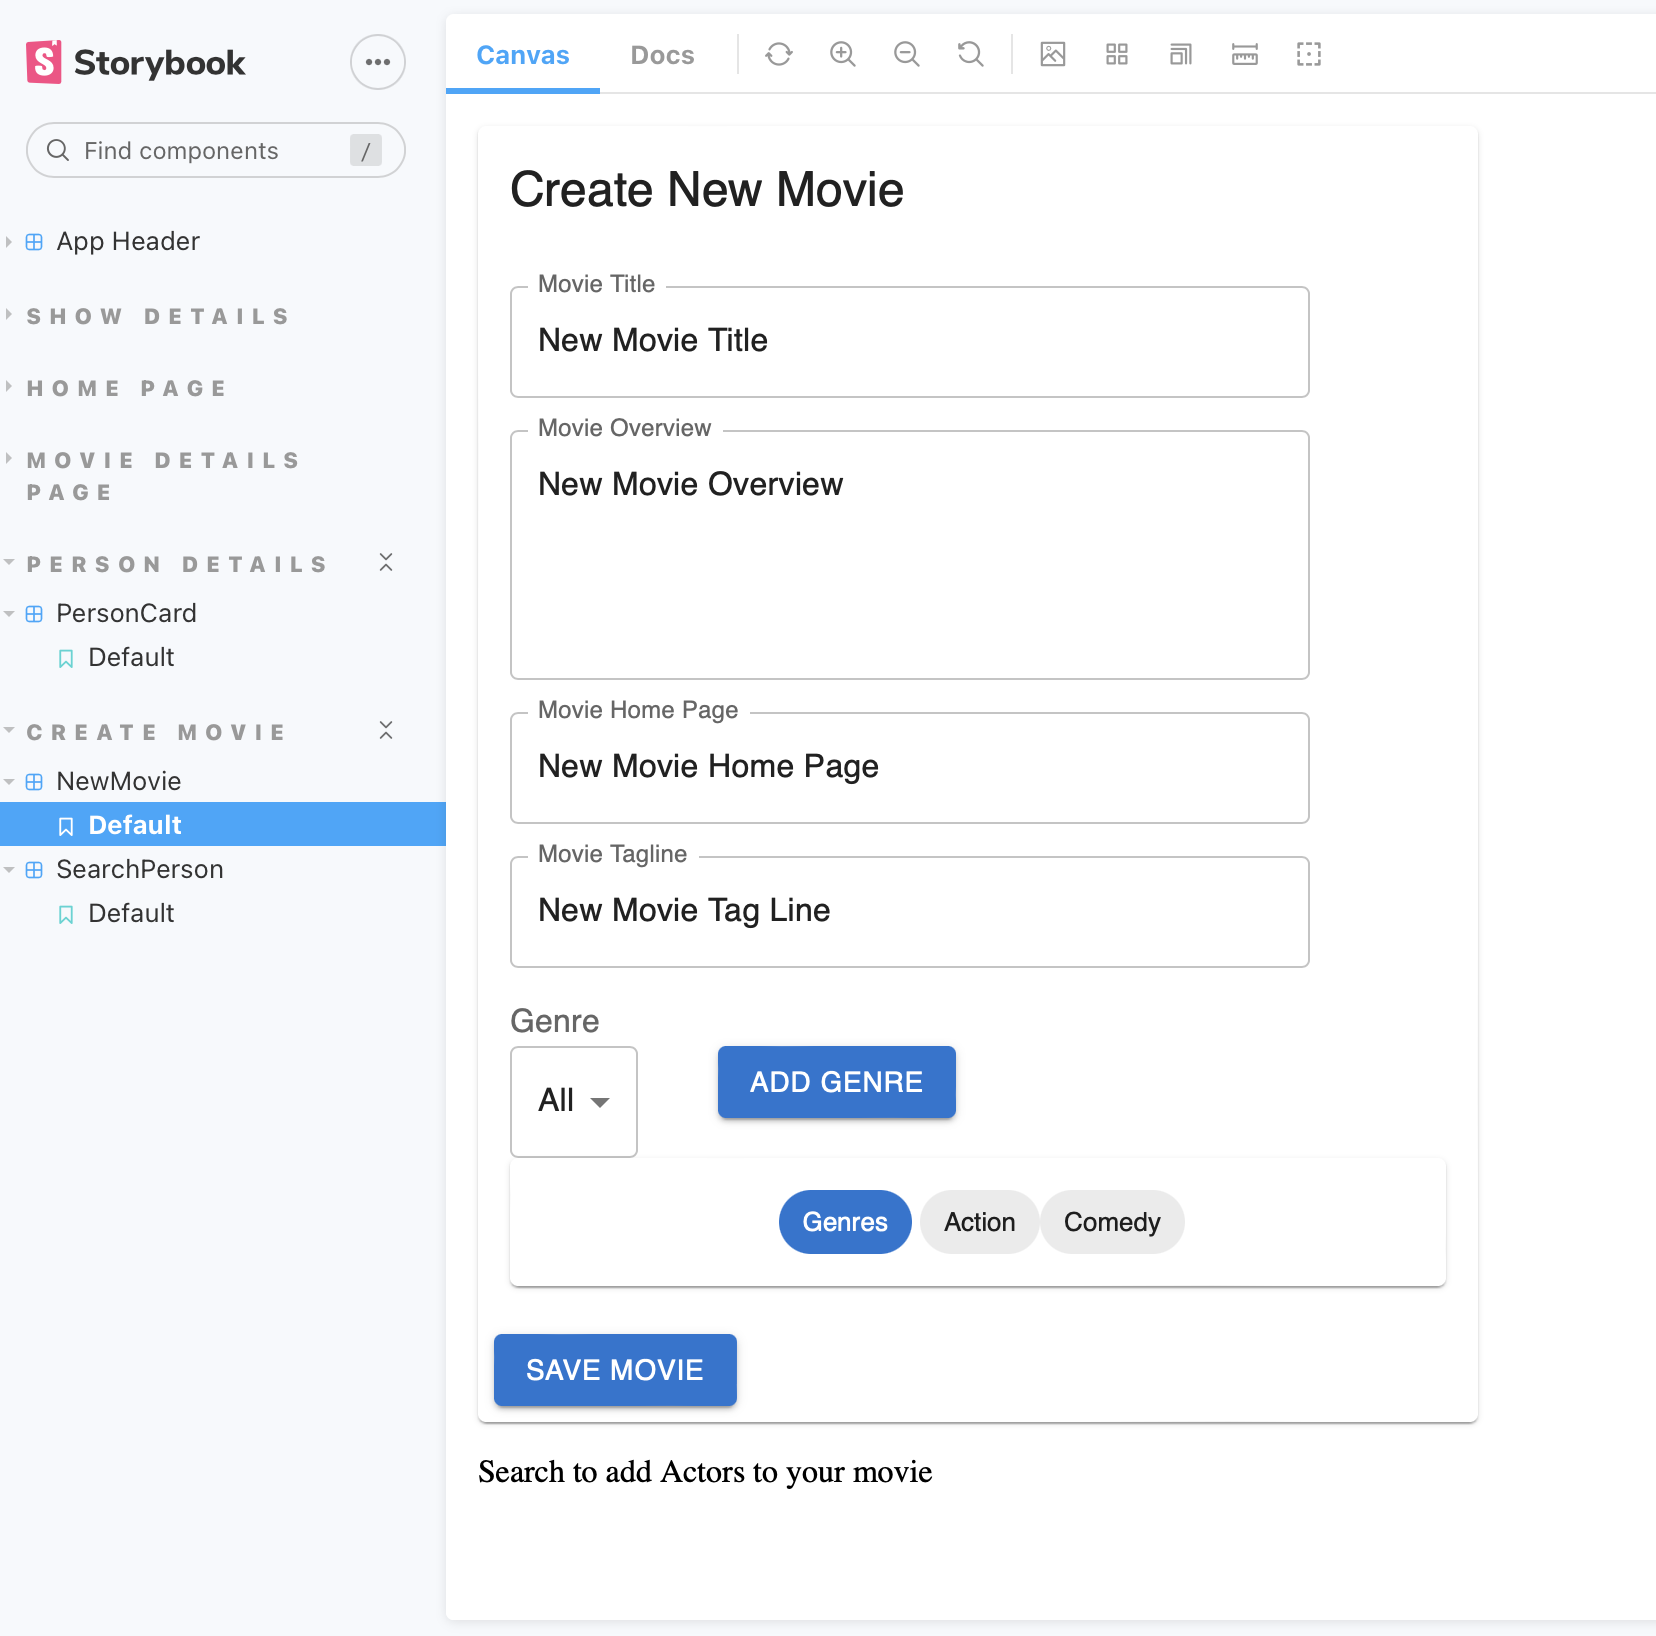 Storybook
Find components /
App Header
SHOW DETAILS
HOME PAGE
MOVIE DETAILS
PAGE
PERSON DETAILS
PersonCard
Default
CREATE MOVIE
NewMovie
Default
SearchPerson
Default
Canvas Docs
Create New Movie
Movie Title
New Movie Title
Movie Overview
New Movie Overview
Movie Home Page
New Movie Home Page
Movie Tagline
New Movie Tag Line
Genre
All ADD GENRE
Genres Action Comedy
SAVE MOVIE
Search to add Actors to your movie